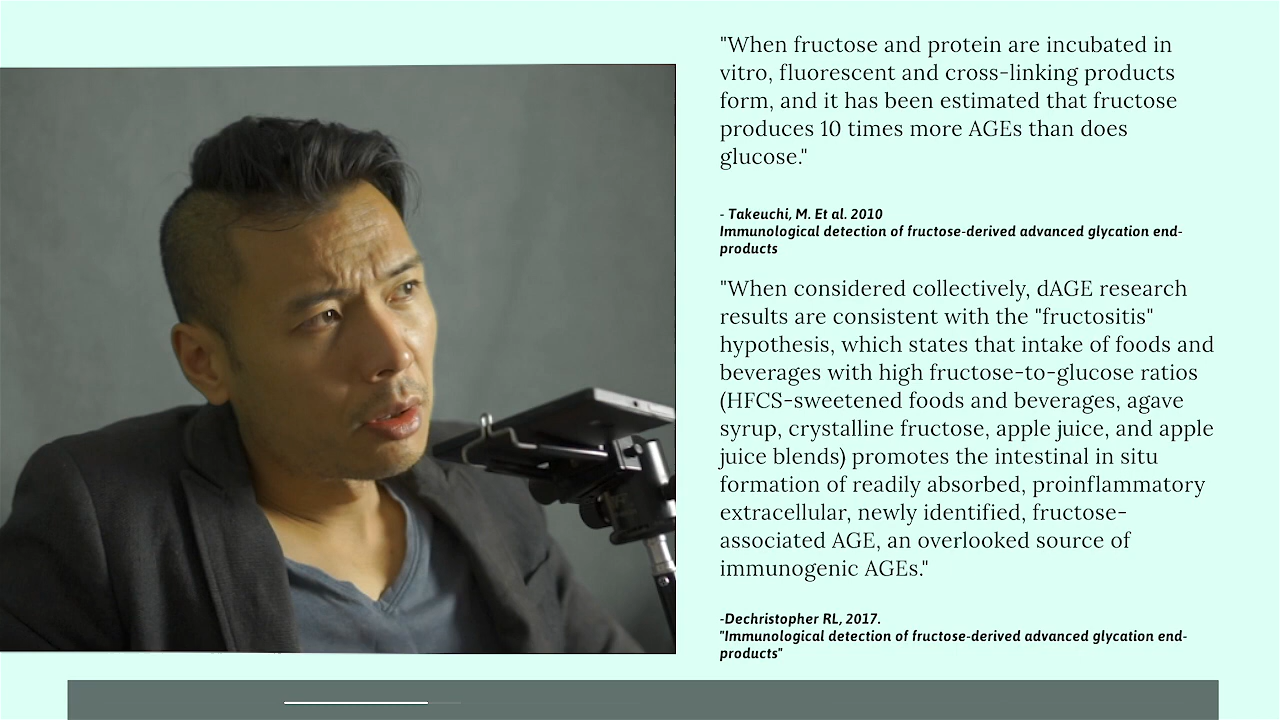 "When fructose and protein are incubated in
vitro, fluorescent and cross-linking products
form, and it has been estimated that fructose
produces 10 times more AGEs than does
glucose."
- Takeuchi, M. Et al. 2010
Immunological detection of fructose-derived advanced glycation end-
products
"When considered collectively, dAGE research
results are consistent with the "fructositis"
hypothesis, which states that intake of foods and
beverages with high fructose-to-glucose ratios
(HFCS-sweetened foods and beverages, agave
syrup, crystalline fructose, apple juice, and apple
juice blends) promotes the intestinal in situ
formation of readily absorbed, proinflammatory
extracellular, newly identified, fructose-
associated AGE, an overlooked source of
immunogenic AGEs."
-Dechristopher RL, 2017.
"Immunological detection of fructose-derived advanced glycation end-
products"